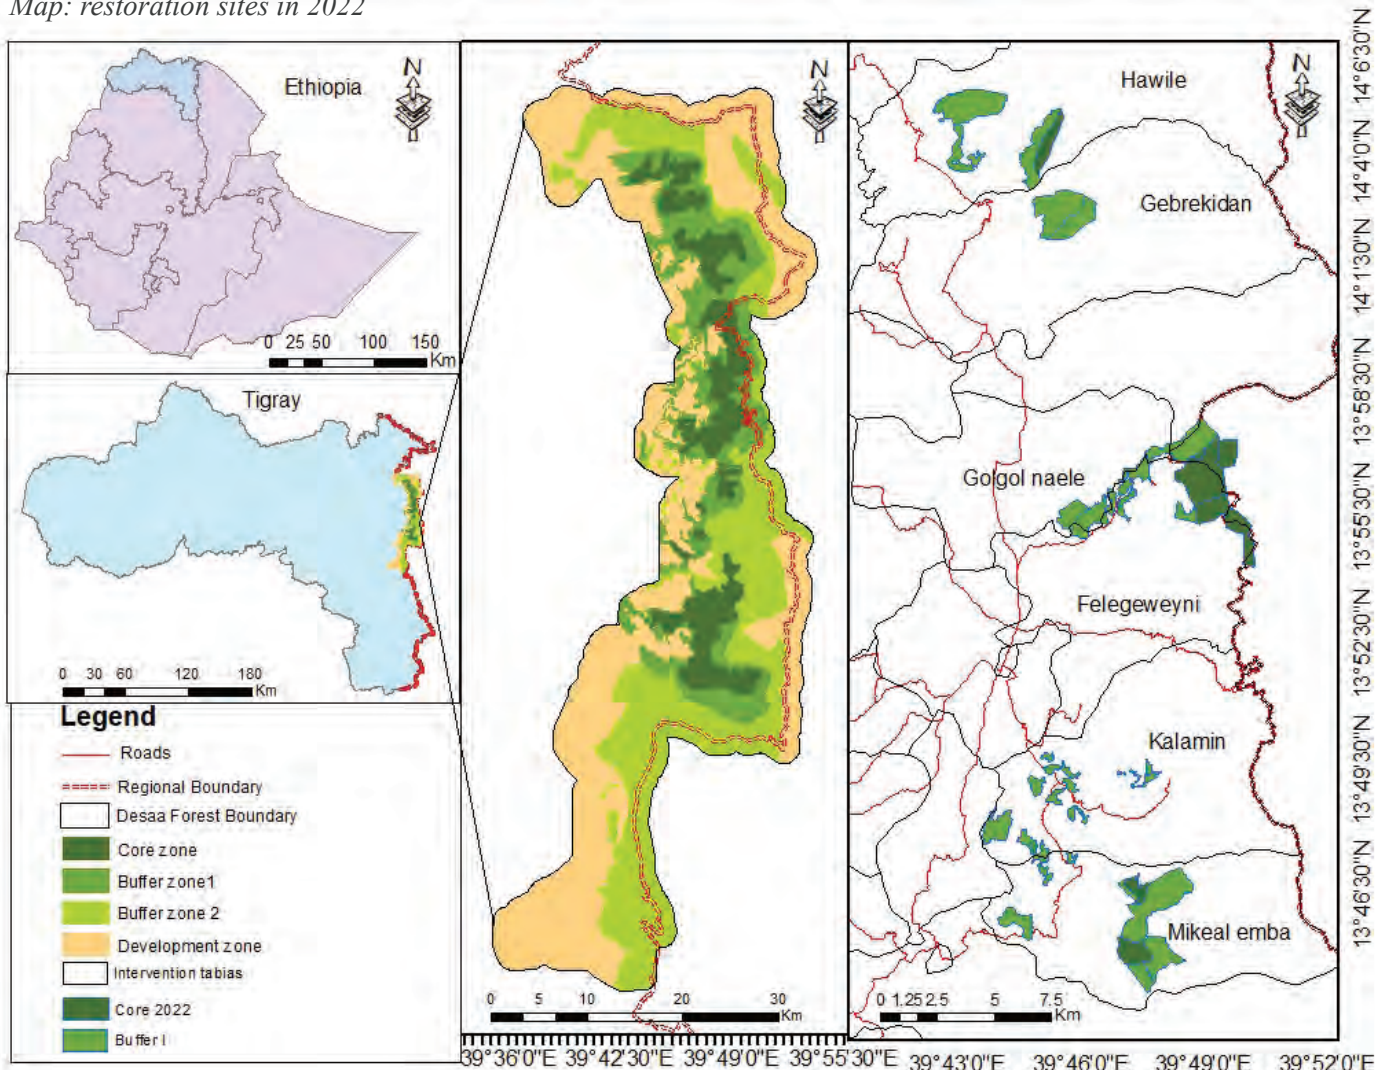 Map: restoration sites in 2022
Ethiopia
N
0 25 50 100 150
Km
Tigray
0 30 60 120 180
Km
Legend
Roads
Regional Boundary
Desaa Forest Boundary
Core zone
Buffer zone1
Buffer zone 2
Development zone
Intervention tabias
Core 2022
Buffer I
N
0 5 10 20 30
Km
39°36'0"E 39°42'30"E 39°49'0"E 39°55'30"E
N
Hawile
Gebrekidan
Golgol naele
Felegeweyni
Kalamin
Mikeal emba
0 1.252.5 5 7.5
Km
39°43'0"E 39°46'0"E 39°49'0"E 39°52'0"E
14°6'30"N
14°4'0"N
14°1'30"N
13°58'30"N
13°55'30"N
13°52'30"N
13°49'30"N
13°46'30"N